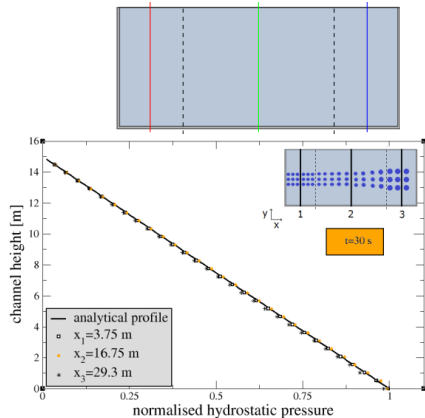 16
14
12
10
8
6
4
2
0
channel height [m]
y
x
1
2
3
t=30 s
analytical profile
x1=3.75 m
x2=16.75 m
x3=29.3 m
0 0.25 0.5 0.75 1
normalised hydrostatic pressure